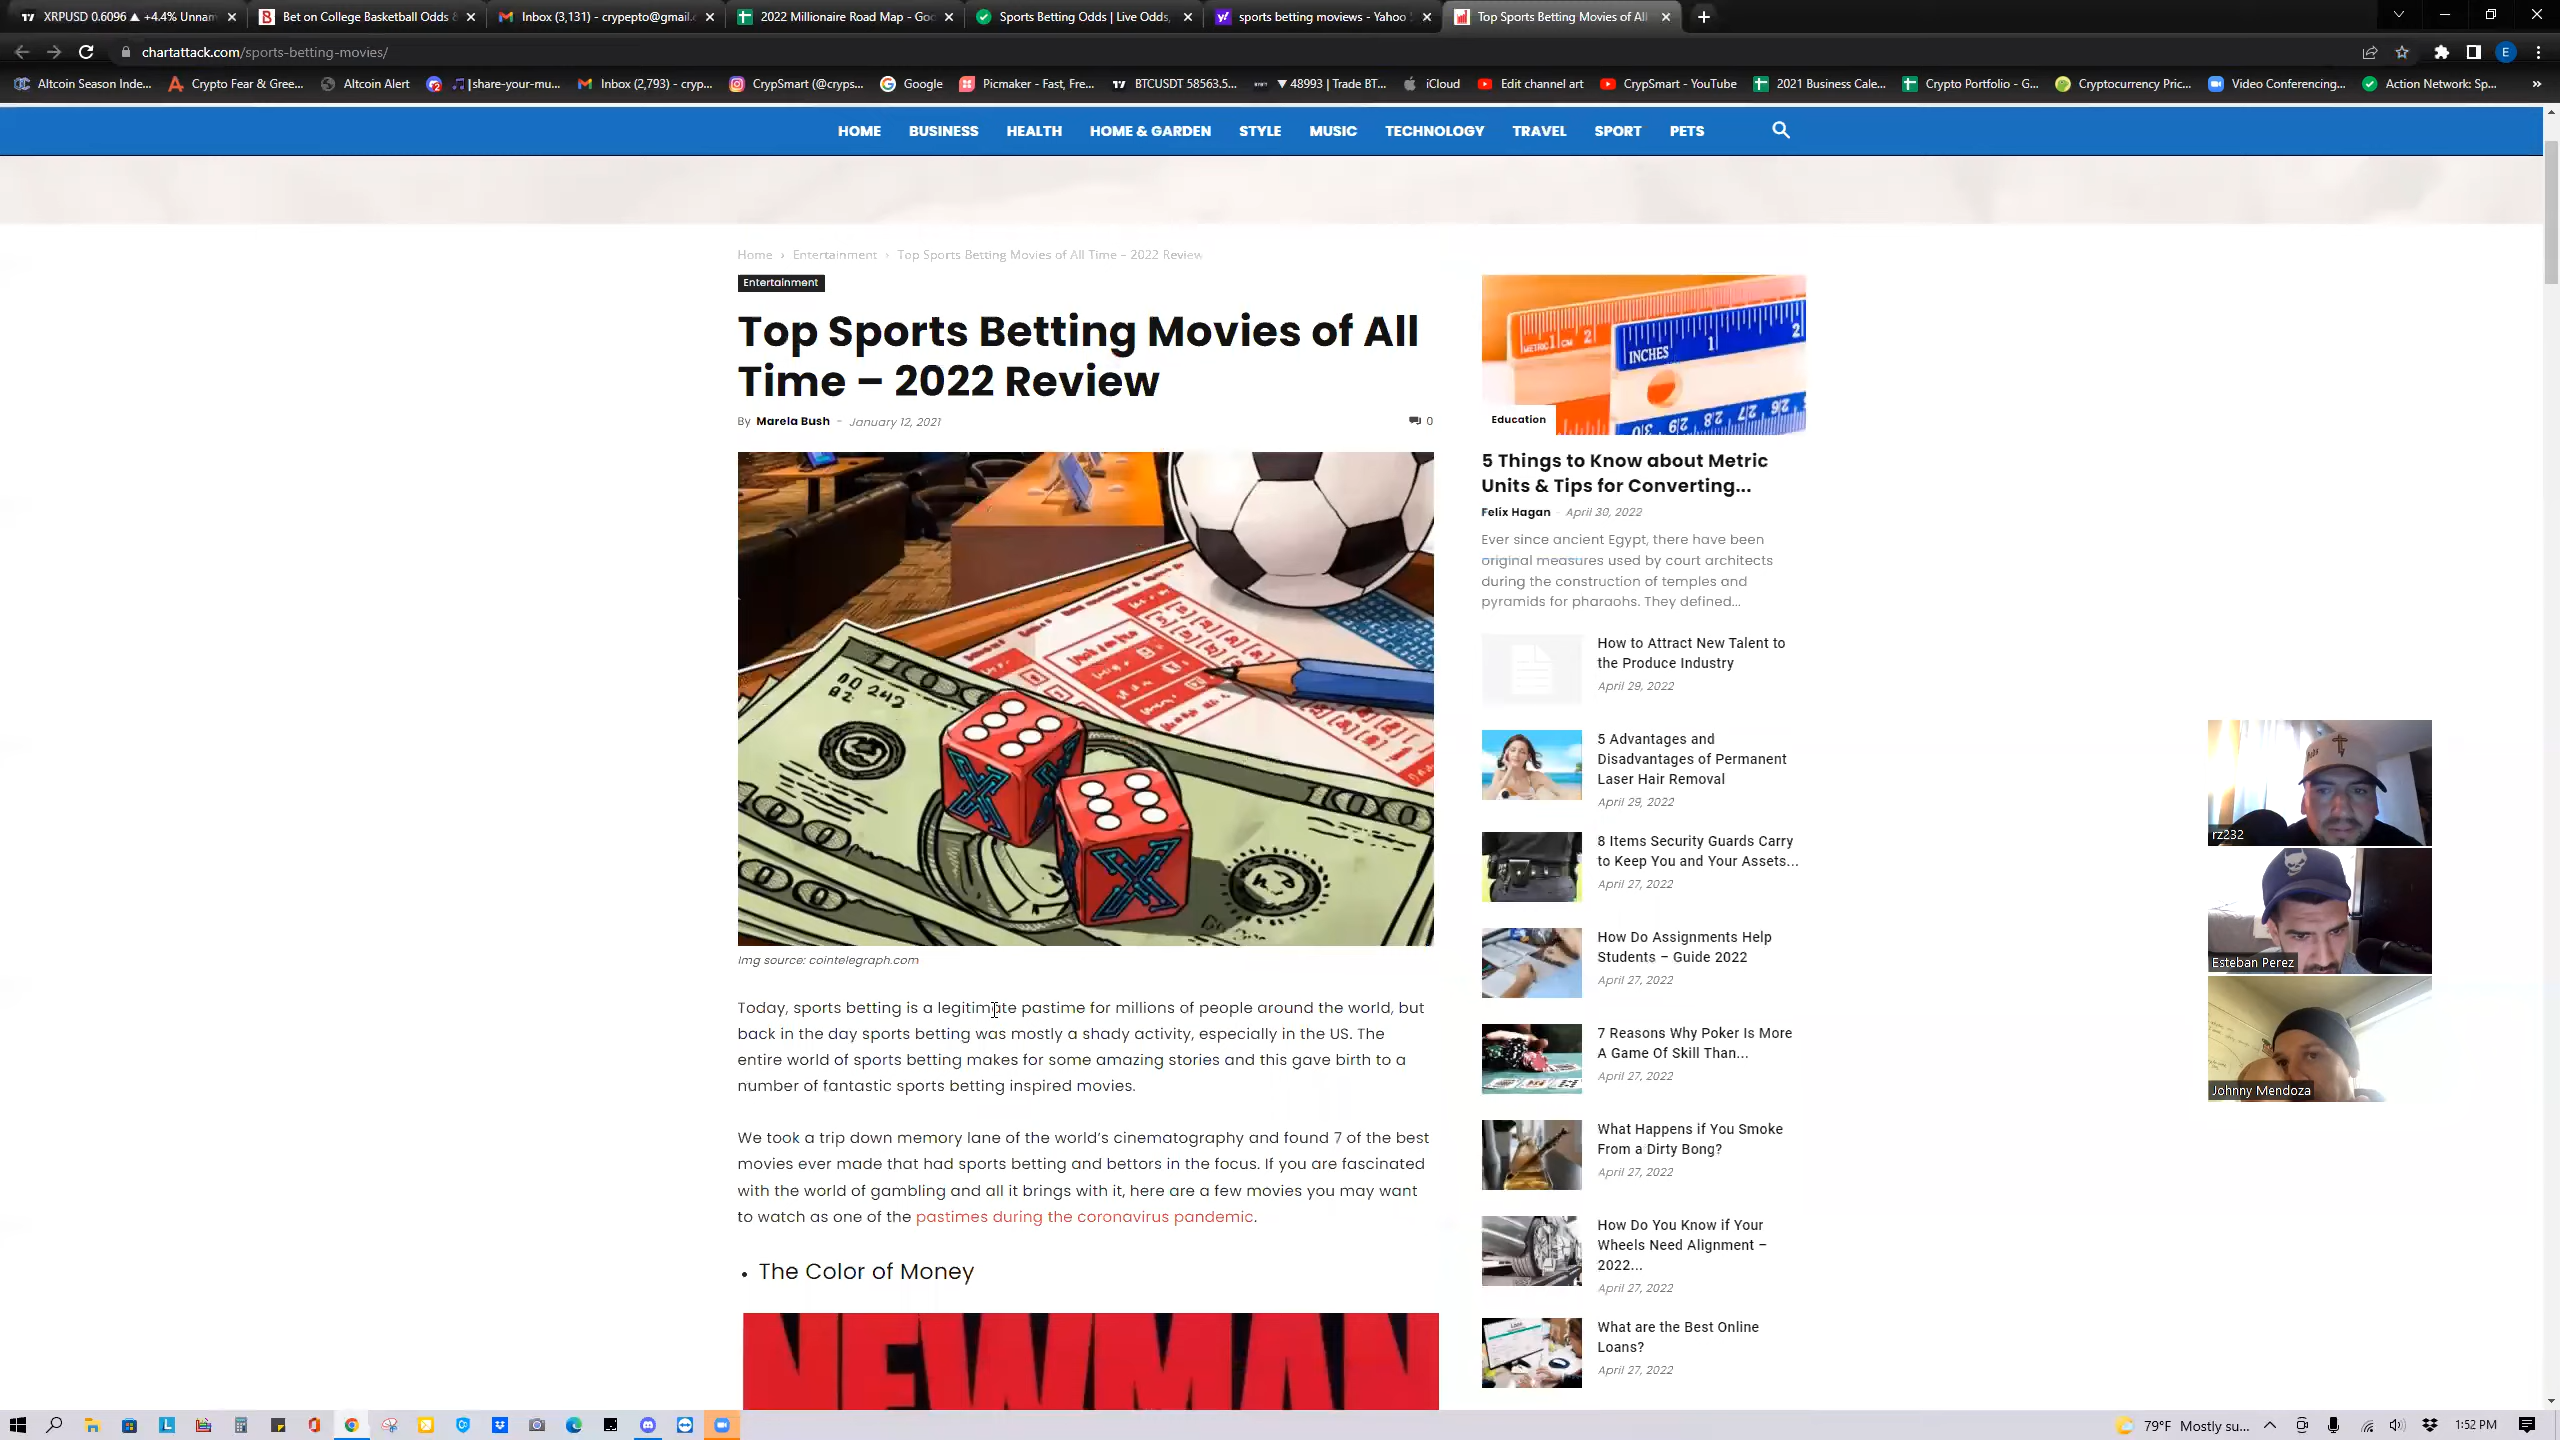 XRPUSD 0.6096 ▲ +4.4% Unnam
Bet on College Basketball Odds &
Inbox (3,131) - crypepto@gmail.c
2022 Millionaire Road Map - Goo
Sports Betting Odds | Live Odds,
sports betting moviews - Yahoo
Top Sports Betting Movies of All
chartattack.com/sports-betting-movies/
E
Altcoin Season Inde...
Crypto Fear & Gree...
Altcoin Alert
|share-your-mu...
Inbox (2,793) - cryp...
CrypSmart (@cryps...
Google
Picmaker - Fast, Fre...
BTCUSDT 58563.5...
▼ 48993 | Trade BT...
iCloud
Edit channel art
CrypSmart - YouTube
2021 Business Cale...
Crypto Portfolio - G...
Cryptocurrency Pric...
Video Conferencing...
Action Network: Sp...
»
HOME BUSINESS HEALTH HOME & GARDEN STYLE MUSIC TECHNOLOGY TRAVEL SPORT PETS
Home › Entertainment › Top Sports Betting Movies of All Time – 2022 Review
Entertainment
Top Sports Betting Movies of All
Time – 2022 Review
By Marela Bush - January 12, 2021
0
Img source: cointelegraph.com
Today, sports betting is a legitimate pastime for millions of people around the world, but
back in the day sports betting was mostly a shady activity, especially in the US. The
entire world of sports betting makes for some amazing stories and this gave birth to a
number of fantastic sports betting inspired movies.
We took a trip down memory lane of the world's cinematography and found 7 of the best
movies ever made that had sports betting and bettors in the focus. If you are fascinated
with the world of gambling and all it brings with it, here are a few movies you may want
to watch as one of the pastimes during the coronavirus pandemic.
• The Color of Money
NEWMAN
METRIC 1 CM 2
INCHES 1 2
Education
5 Things to Know about Metric
Units & Tips for Converting...
Felix Hagan - April 30, 2022
Ever since ancient Egypt, there have been
original measures used by court architects
during the construction of temples and
pyramids for pharaohs. They defined...
How to Attract New Talent to
the Produce Industry
April 29, 2022
5 Advantages and
Disadvantages of Permanent
Laser Hair Removal
April 29, 2022
8 Items Security Guards Carry
to Keep You and Your Assets...
April 27, 2022
How Do Assignments Help
Students – Guide 2022
April 27, 2022
7 Reasons Why Poker Is More
A Game Of Skill Than...
April 27, 2022
What Happens if You Smoke
From a Dirty Bong?
April 27, 2022
How Do You Know if Your
Wheels Need Alignment –
2022...
April 27, 2022
What are the Best Online
Loans?
April 27, 2022
rz232
Esteban Perez
Johnny Mendoza
79°F Mostly su...
1:52 PM